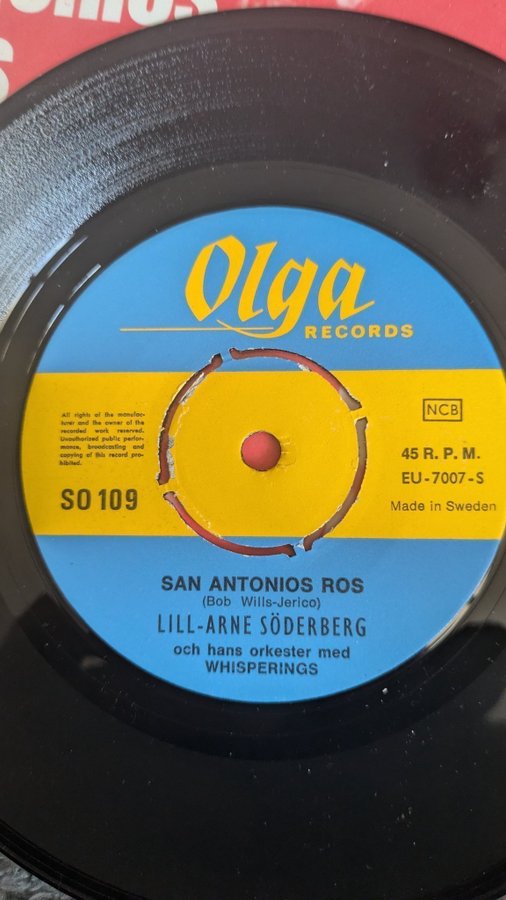 Olga
RECORDS
All rights of the manufac-
turer and the owner of the
recorded work reserved.
Unauthorized public perfor-
mance, broadcasting and
copying of this record pro-
hibited.
SO 109
NCB
45 R. P. M.
EU-7007-S
Made in Sweden
SAN ANTONIOS ROS
(Bob Wills-Jerico)
LILL-ARNE SÖDERBERG
och hans orkester med
WHISPERINGS